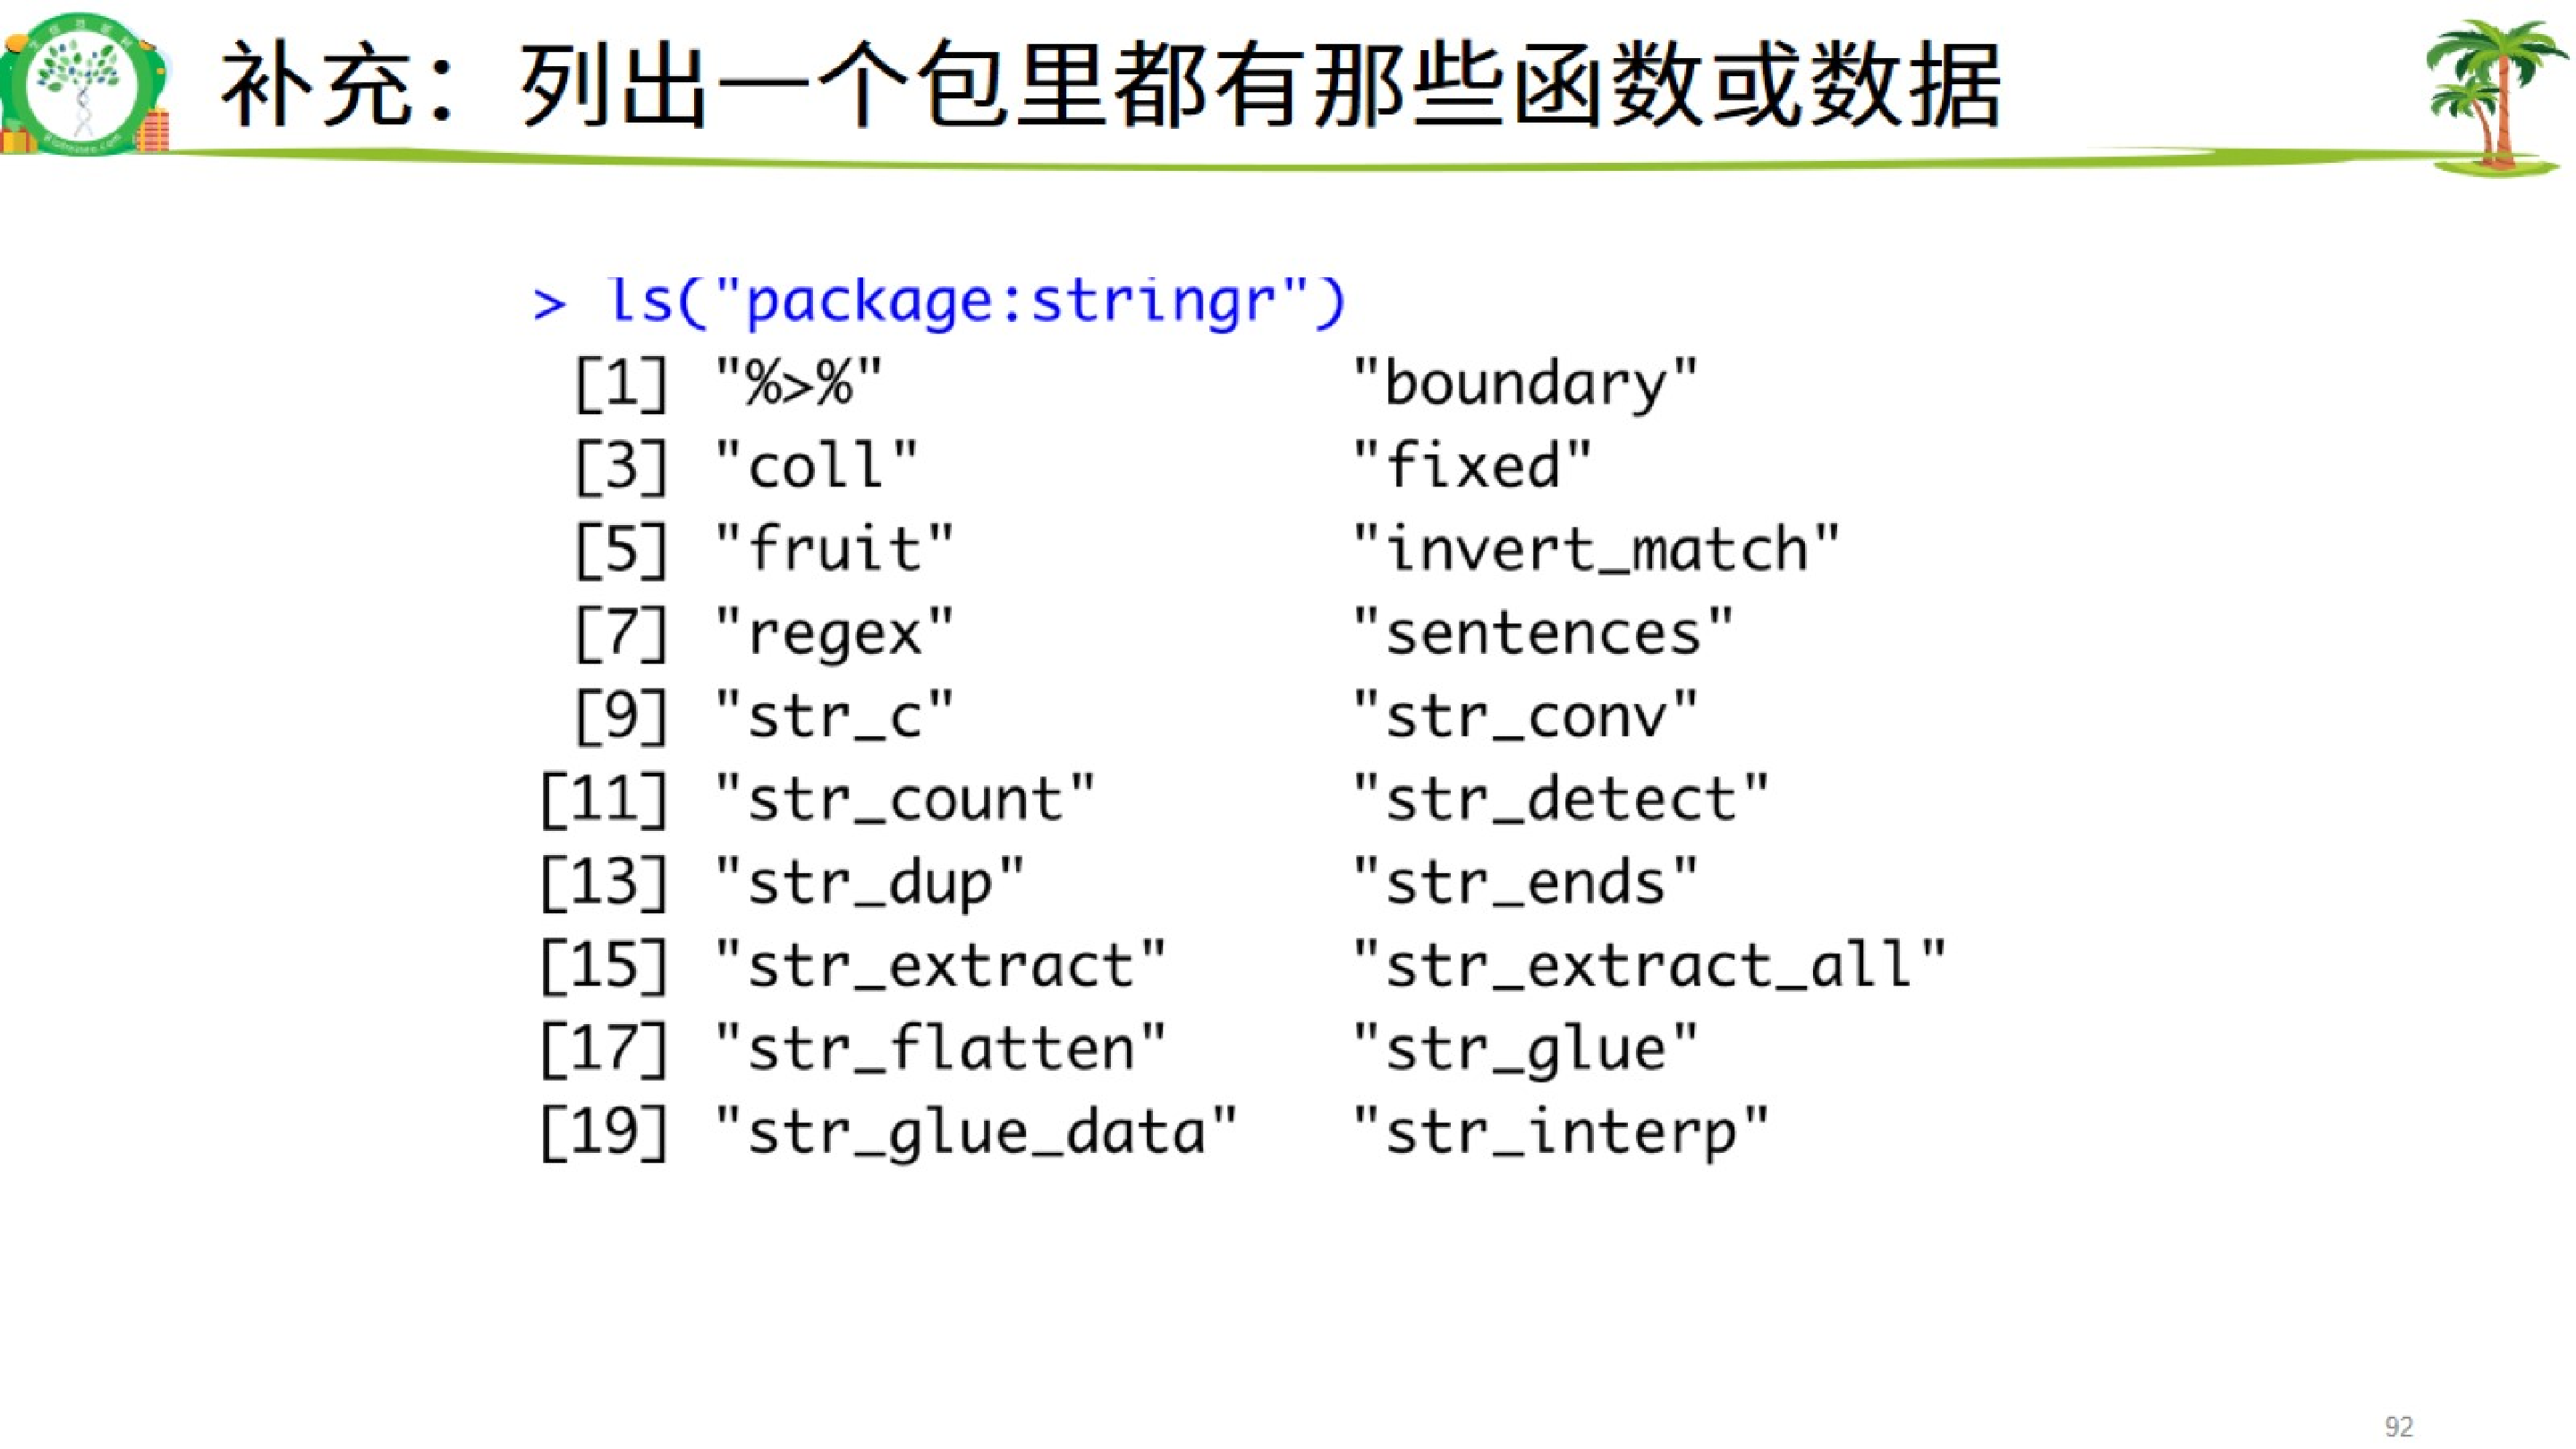 补充：列出一个包里都有那些函数或数据
> ls("package:stringr")
[1] "%>%" "boundary"
[3] "coll" "fixed"
[5] "fruit" "invert_match"
[7] "regex" "sentences"
[9] "str_c" "str_conv"
[11] "str_count" "str_detect"
[13] "str_dup" "str_ends"
[15] "str_extract" "str_extract_all"
[17] "str_flatten" "str_glue"
[19] "str_glue_data" "str_interp"
92